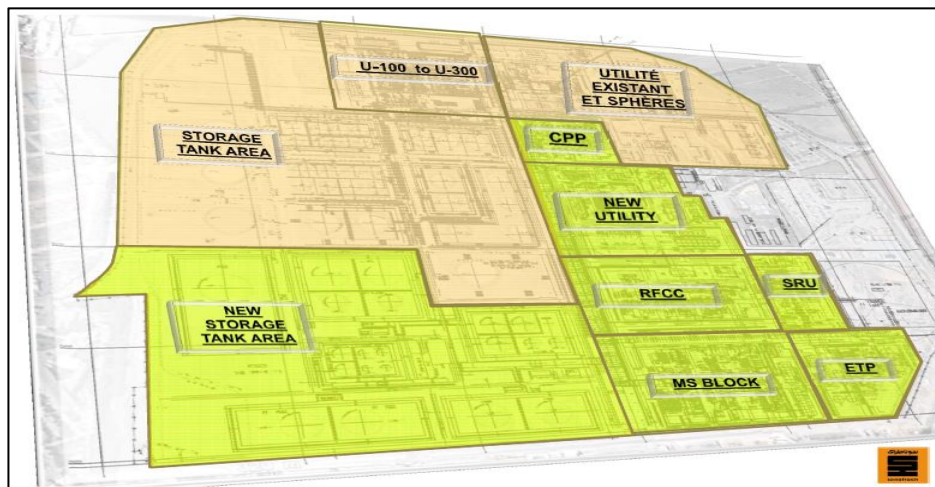 U-100 to U-300
UTILITÉ
EXISTANT
ET SPHÈRES
STORAGE
TANK AREA
CPP
NEW
UTILITY
RFCC
SRU
NEW
STORAGE
TANK AREA
MS BLOCK
ETP
sonatrach